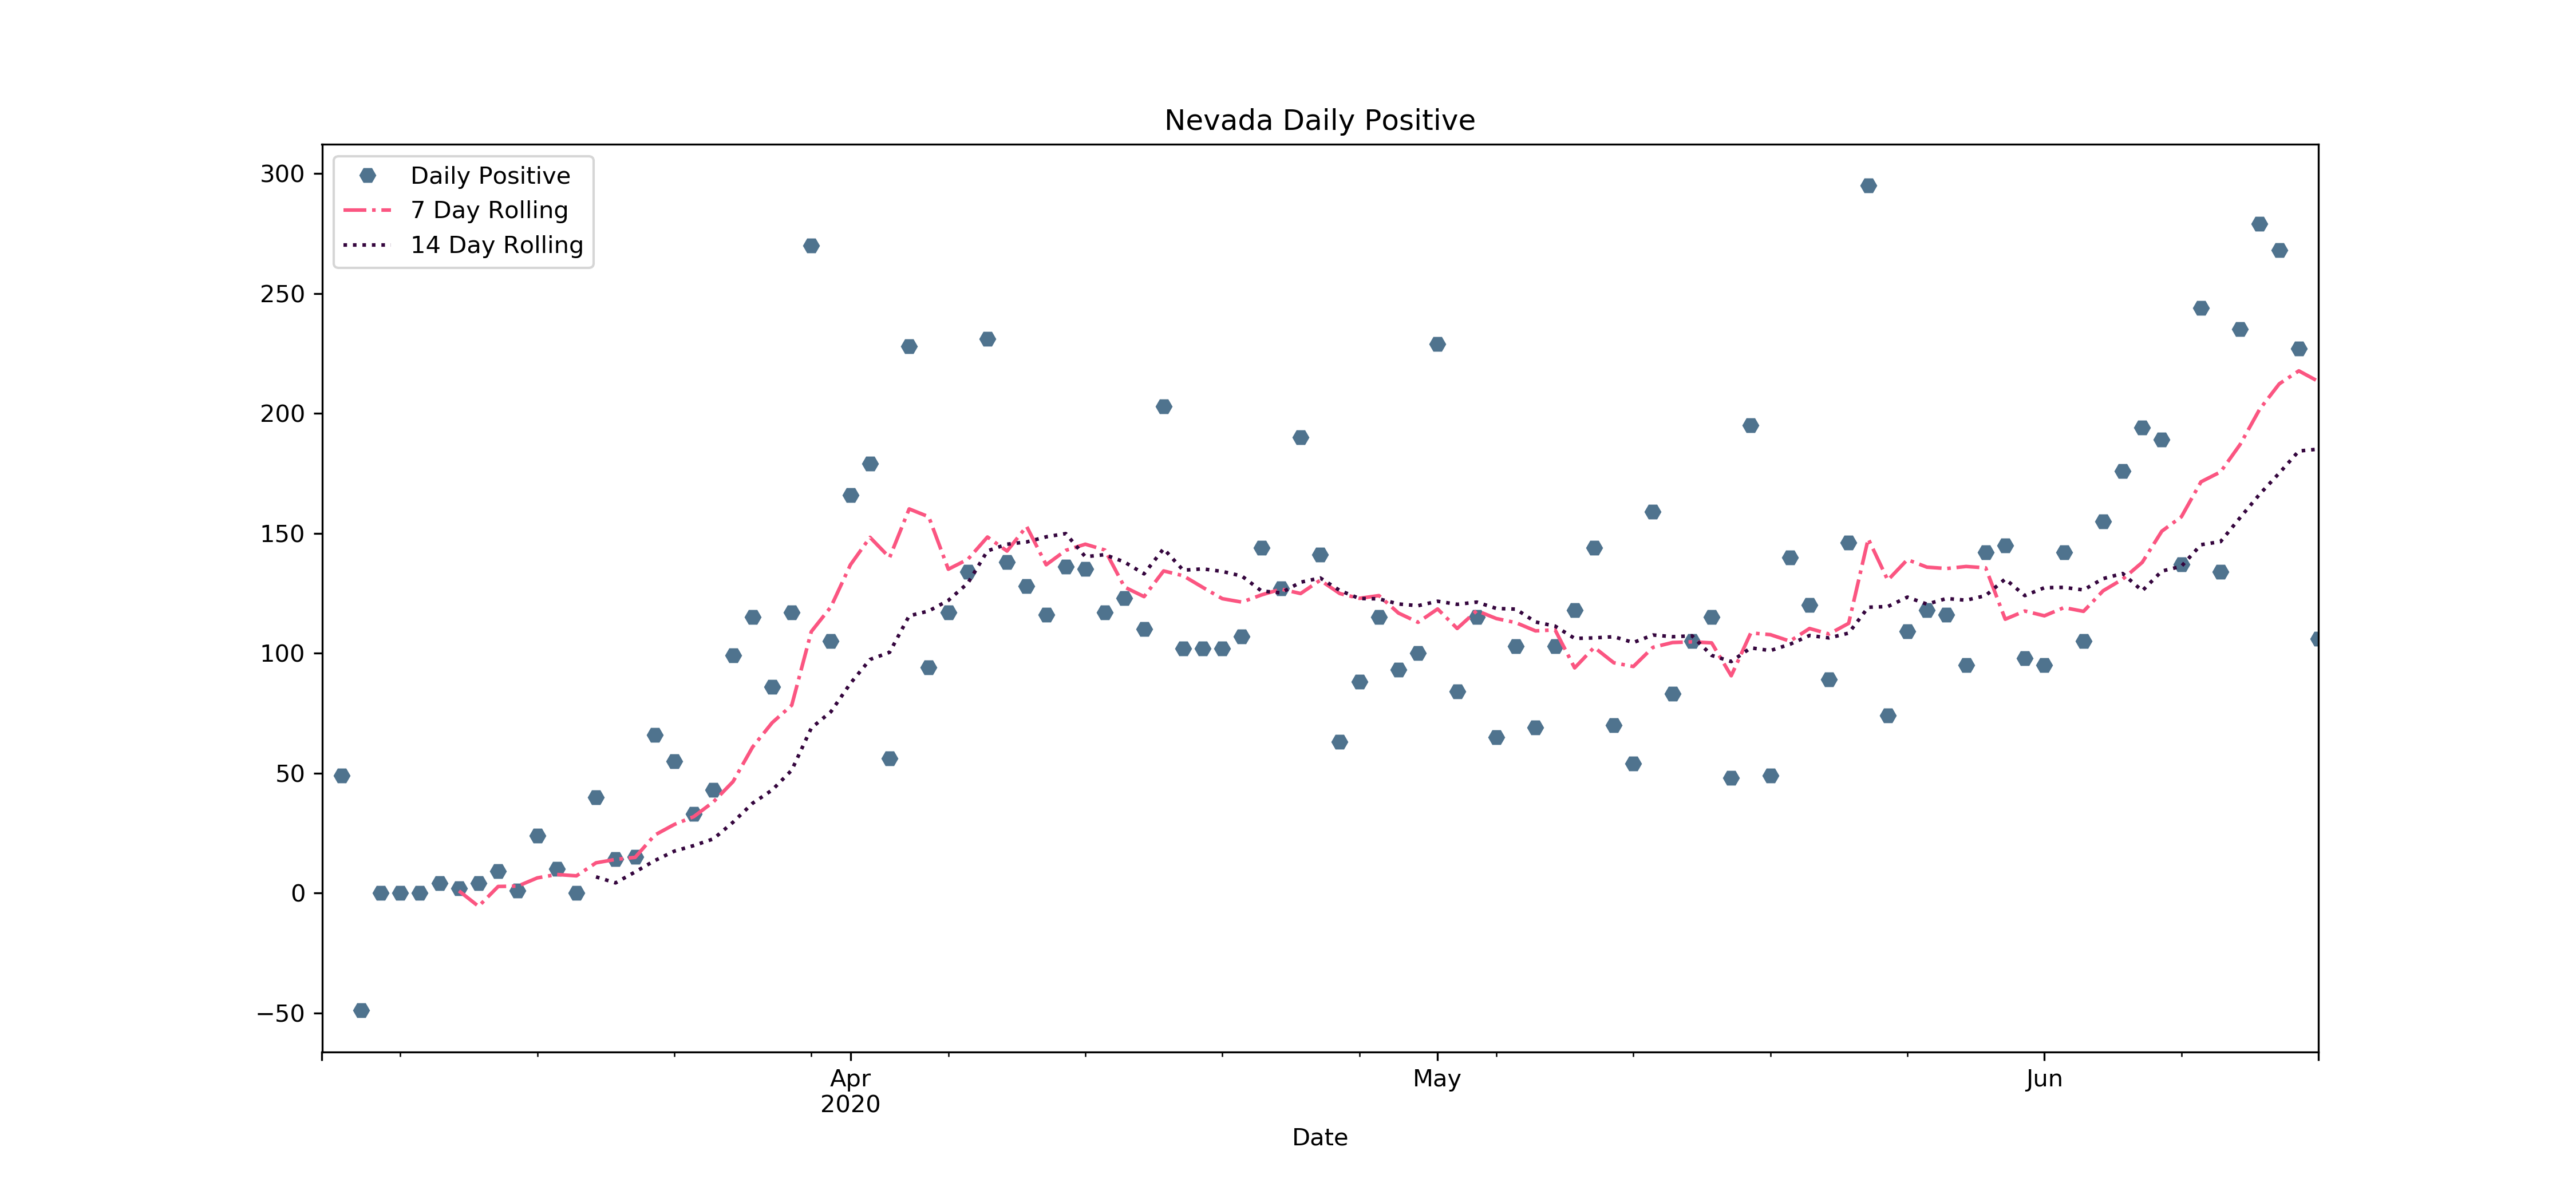 Nevada Daily Positive
Daily Positive
7 Day Rolling
14 Day Rolling
300
250
200
150
100
50
0
−50
Apr
2020
May
Jun
Date